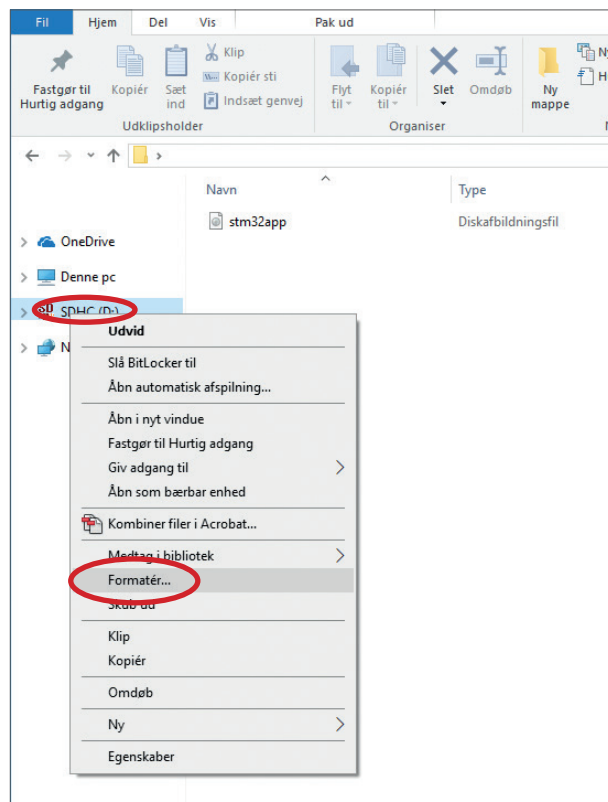 Fil Hjem Del Vis Pak ud
Klip
Kopiér sti
Indsæt genvej
Fastgør til
Hurtig adgang
Kopiér
Sæt
ind
Flyt
til
Kopiér
til
Slet
Omdøb
Ny
mappe
Udklipsholder
Organiser
Navn
Type
stm32app
Diskafbildningsfil
OneDrive
Denne pc
SDHC (D:)
N
Udvid
Slå BitLocker til
Åbn automatisk afspilning...
Åbn i nyt vindue
Fastgør til Hurtig adgang
Giv adgang til
Åbn som bærbar enhed
Kombiner filer i Acrobat...
Medtag i bibliotek
Formatér...
Skub ud
Klip
Kopiér
Omdøb
Ny
Egenskaber